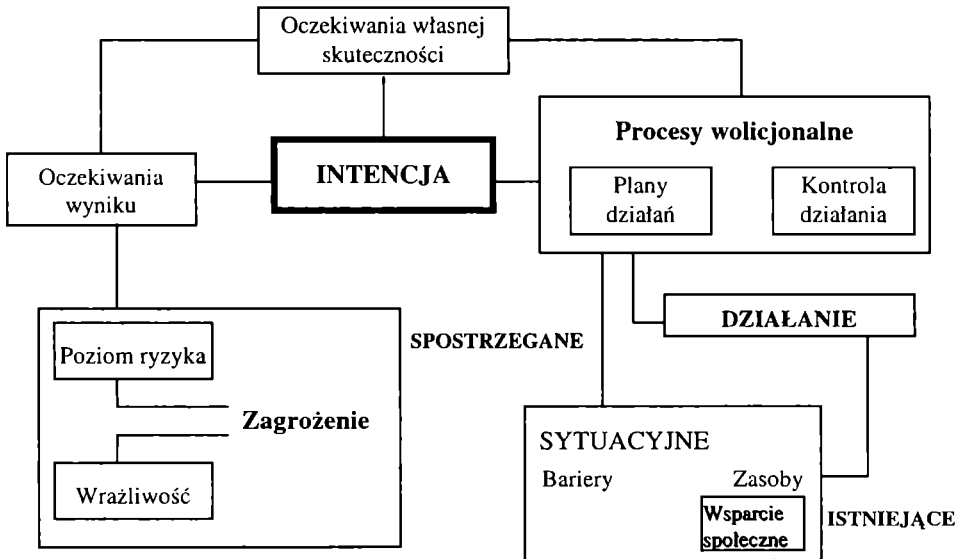 Oczekiwania własnej
skuteczności
Procesy wolicjonalne
INTENCJA
Oczekiwania
wyniku
Plany
działań
Kontrola
działania
DZIAŁANIE
SPOSTRZEGANE
Poziom ryzyka
Zagrożenie
Wrażliwość
SYTUACYJNE
Bariery
Zasoby
Wsparcie
społeczne
ISTNIEJĄCE